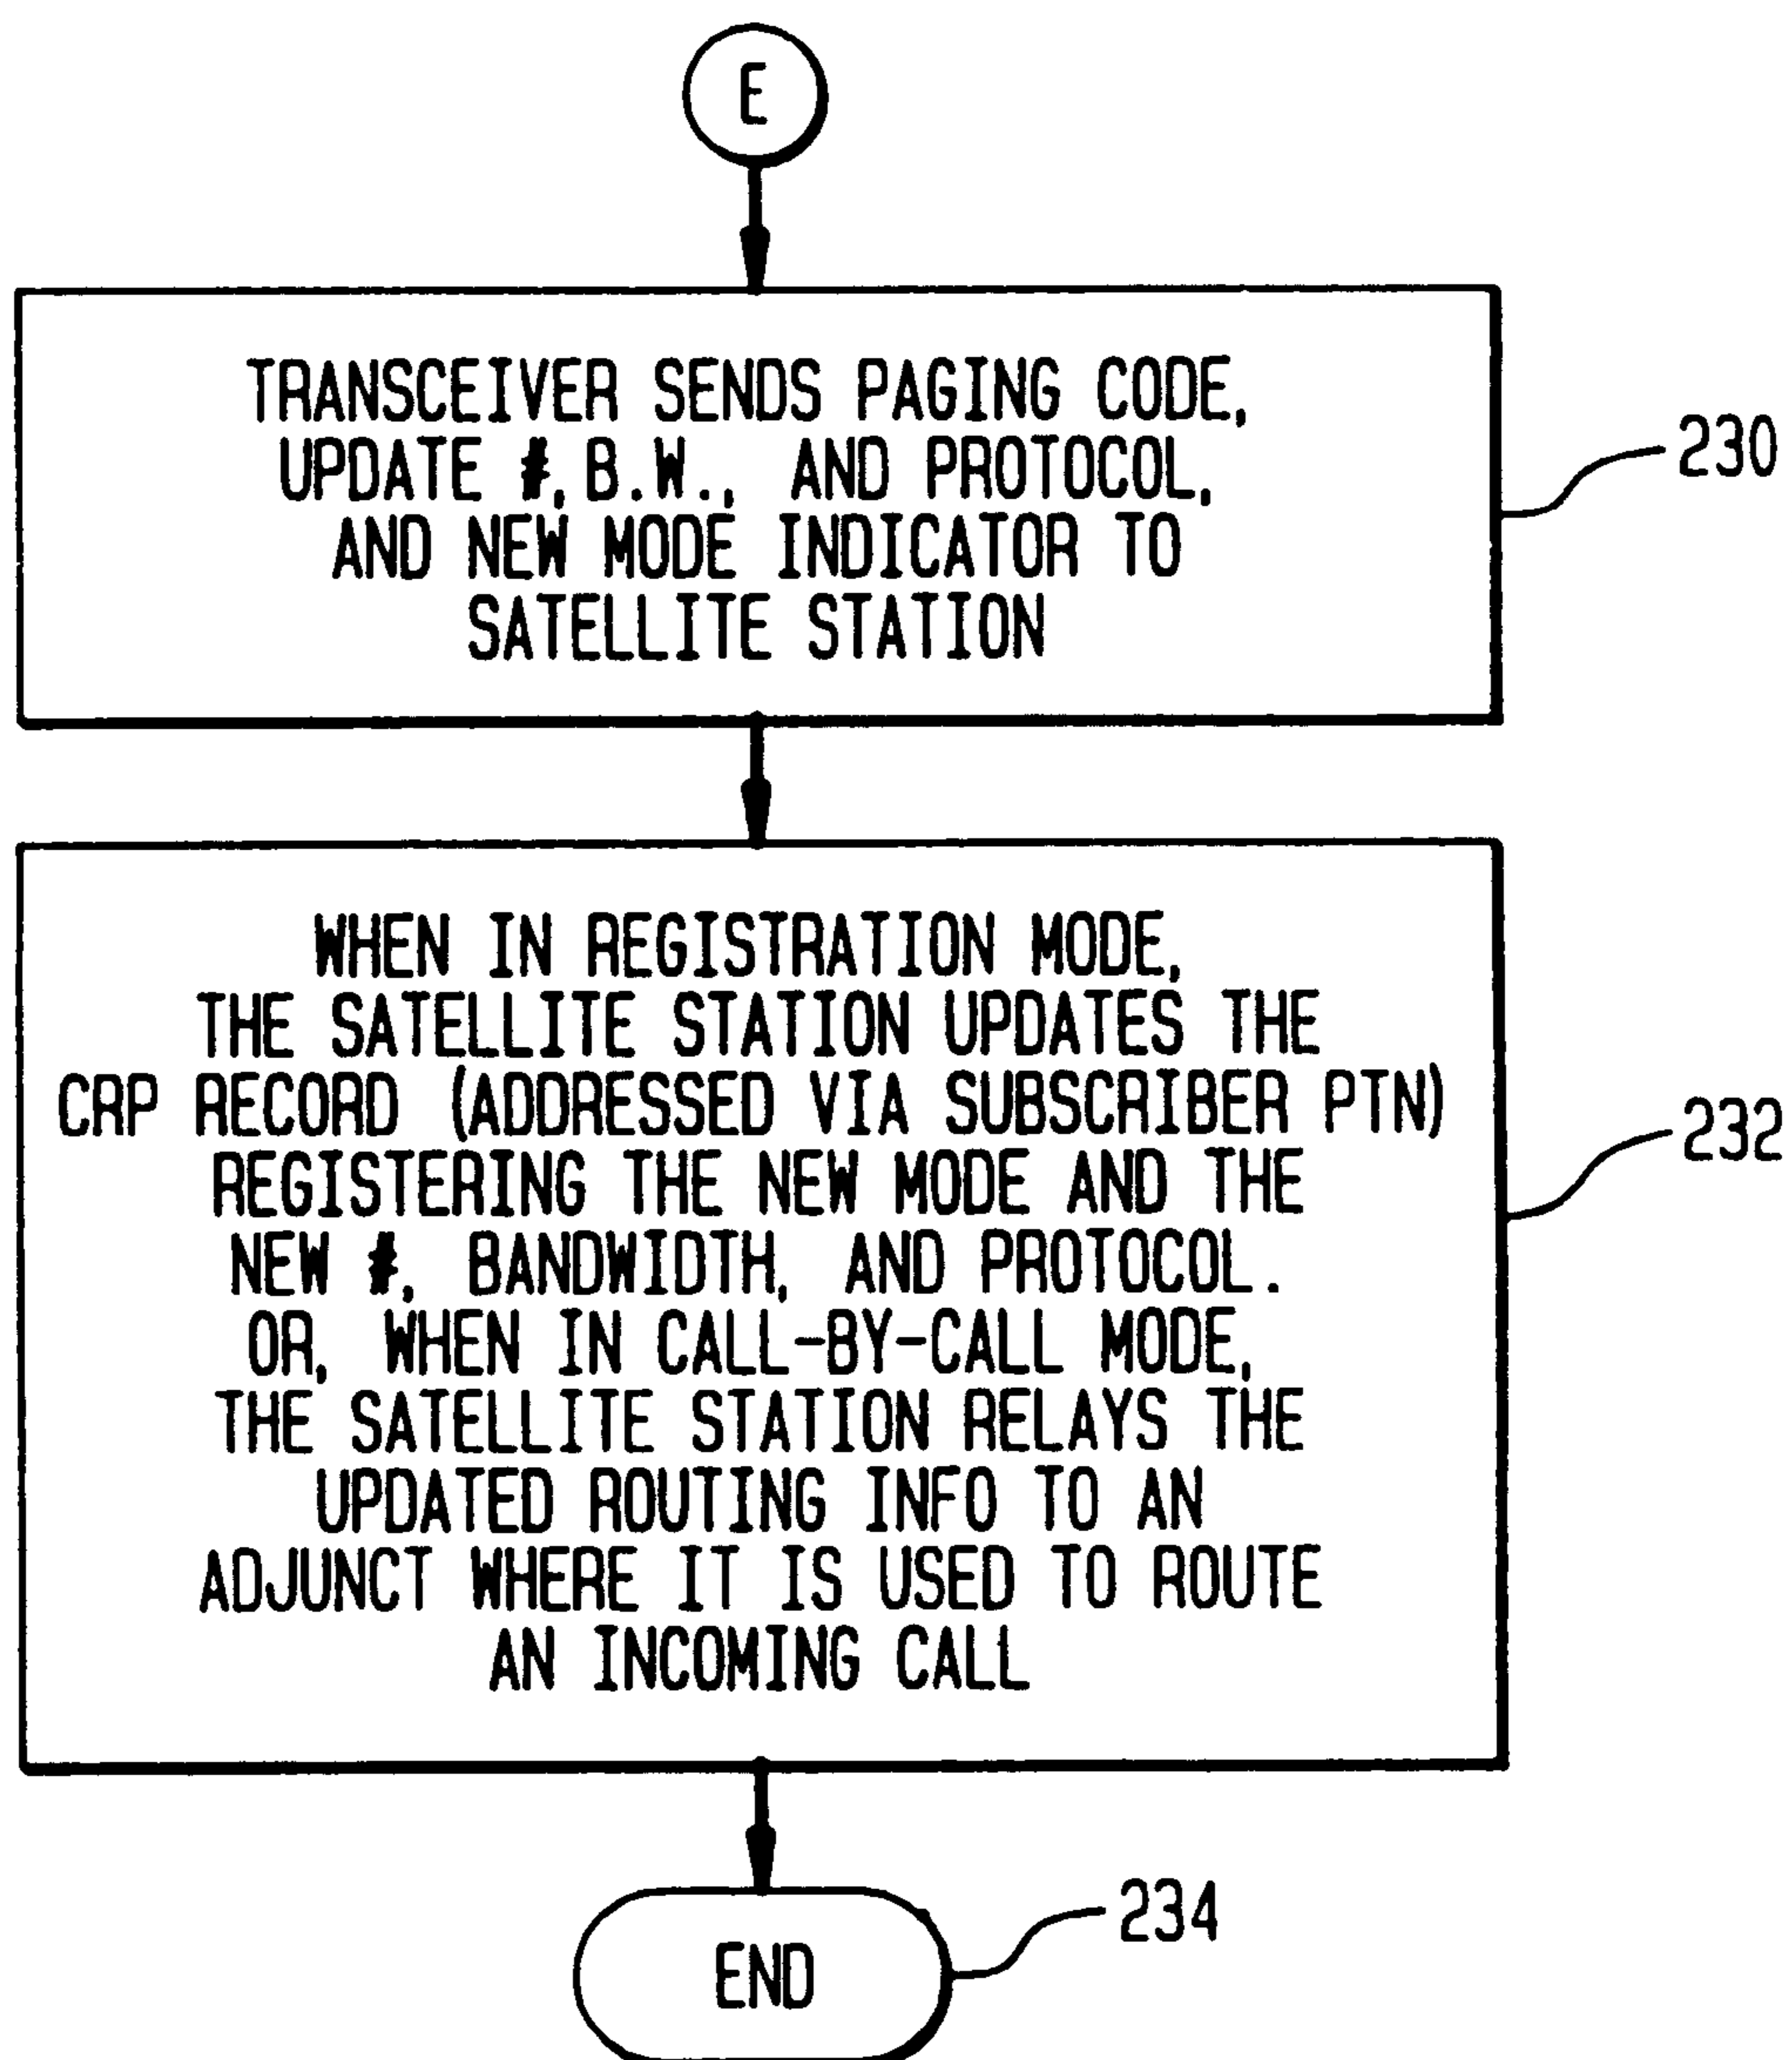 E
TRANSCEIVER SENDS PAGING CODE,
UPDATE #, B.W., AND PROTOCOL,
AND NEW MODE INDICATOR TO
SATELLITE STATION
230
WHEN IN REGISTRATION MODE,
THE SATELLITE STATION UPDATES THE
CRP RECORD (ADDRESSED VIA SUBSCRIBER PTN)
REGISTERING THE NEW MODE AND THE
NEW #, BANDWIDTH, AND PROTOCOL.
OR, WHEN IN CALL-BY-CALL MODE,
THE SATELLITE STATION RELAYS THE
UPDATED ROUTING INFO TO AN
ADJUNCT WHERE IT IS USED TO ROUTE
AN INCOMING CALL
232
END
234